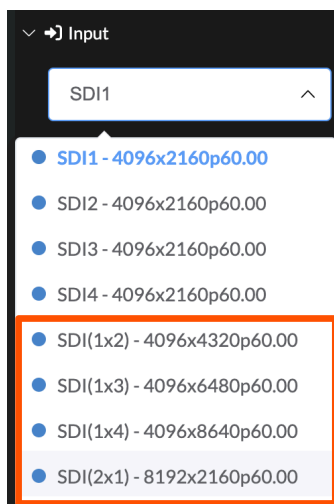 Input
SDI1
SDI1 - 4096x2160p60.00
SDI2 - 4096x2160p60.00
SDI3 - 4096x2160p60.00
SDI4 - 4096x2160p60.00
SDI(1x2) - 4096x4320p60.00
SDI(1x3) - 4096x6480p60.00
SDI(1x4) - 4096x8640p60.00
SDI(2x1) - 8192x2160p60.00